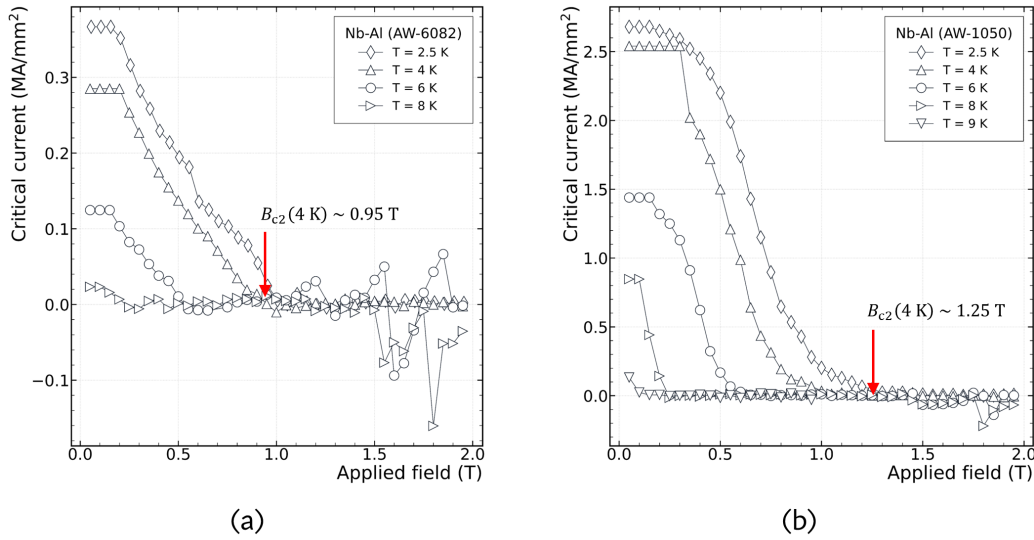 Nb-Al (AW-6082)
T = 2.5 K
T = 4 K
T = 6 K
T = 8 K
0.3
0.2
0.1
0.0
−0.1
Critical current (MA/mm²)
B_c2(4 K) ~ 0.95 T
0.0 0.5 1.0 1.5 2.0
Applied field (T)
(a)
Nb-Al (AW-1050)
T = 2.5 K
T = 4 K
T = 6 K
T = 8 K
T = 9 K
2.5
2.0
1.5
1.0
0.5
0.0
Critical current (MA/mm²)
B_c2(4 K) ~ 1.25 T
0.0 0.5 1.0 1.5 2.0
Applied field (T)
(b)